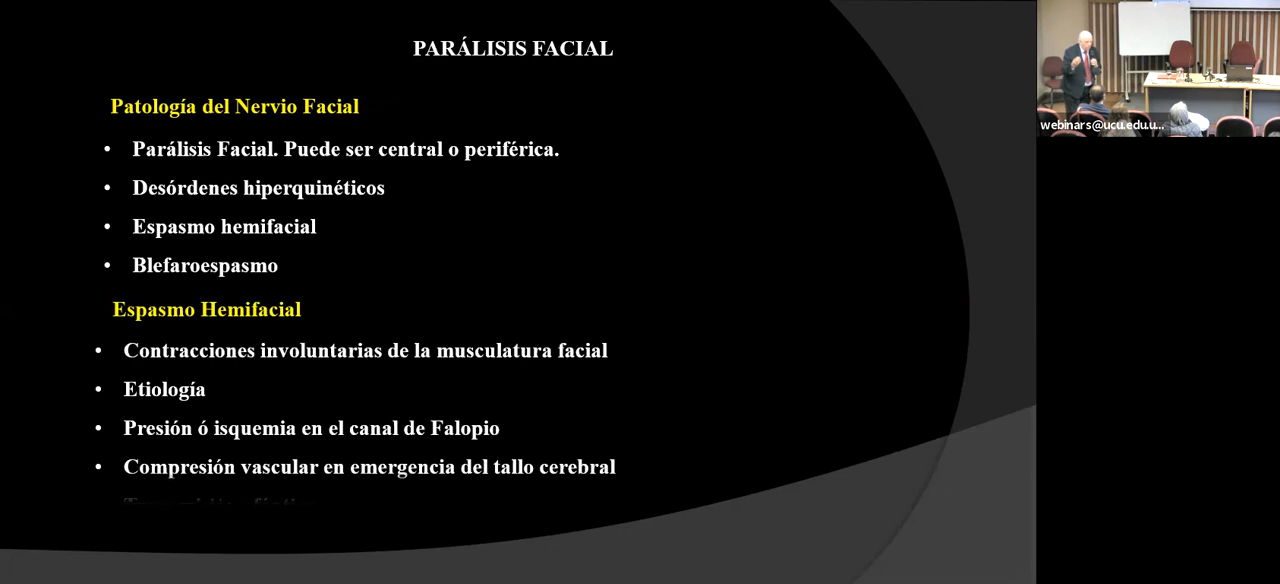 PARÁLISIS FACIAL
Patología del Nervio Facial
• Parálisis Facial. Puede ser central o periférica.
• Desórdenes hiperquinéticos
• Espasmo hemifacial
• Blefaroespasmo
Espasmo Hemifacial
• Contracciones involuntarias de la musculatura facial
• Etiología
• Presión ó isquemia en el canal de Falopio
• Compresión vascular en emergencia del tallo cerebral
webinars@ucu.edu.u...